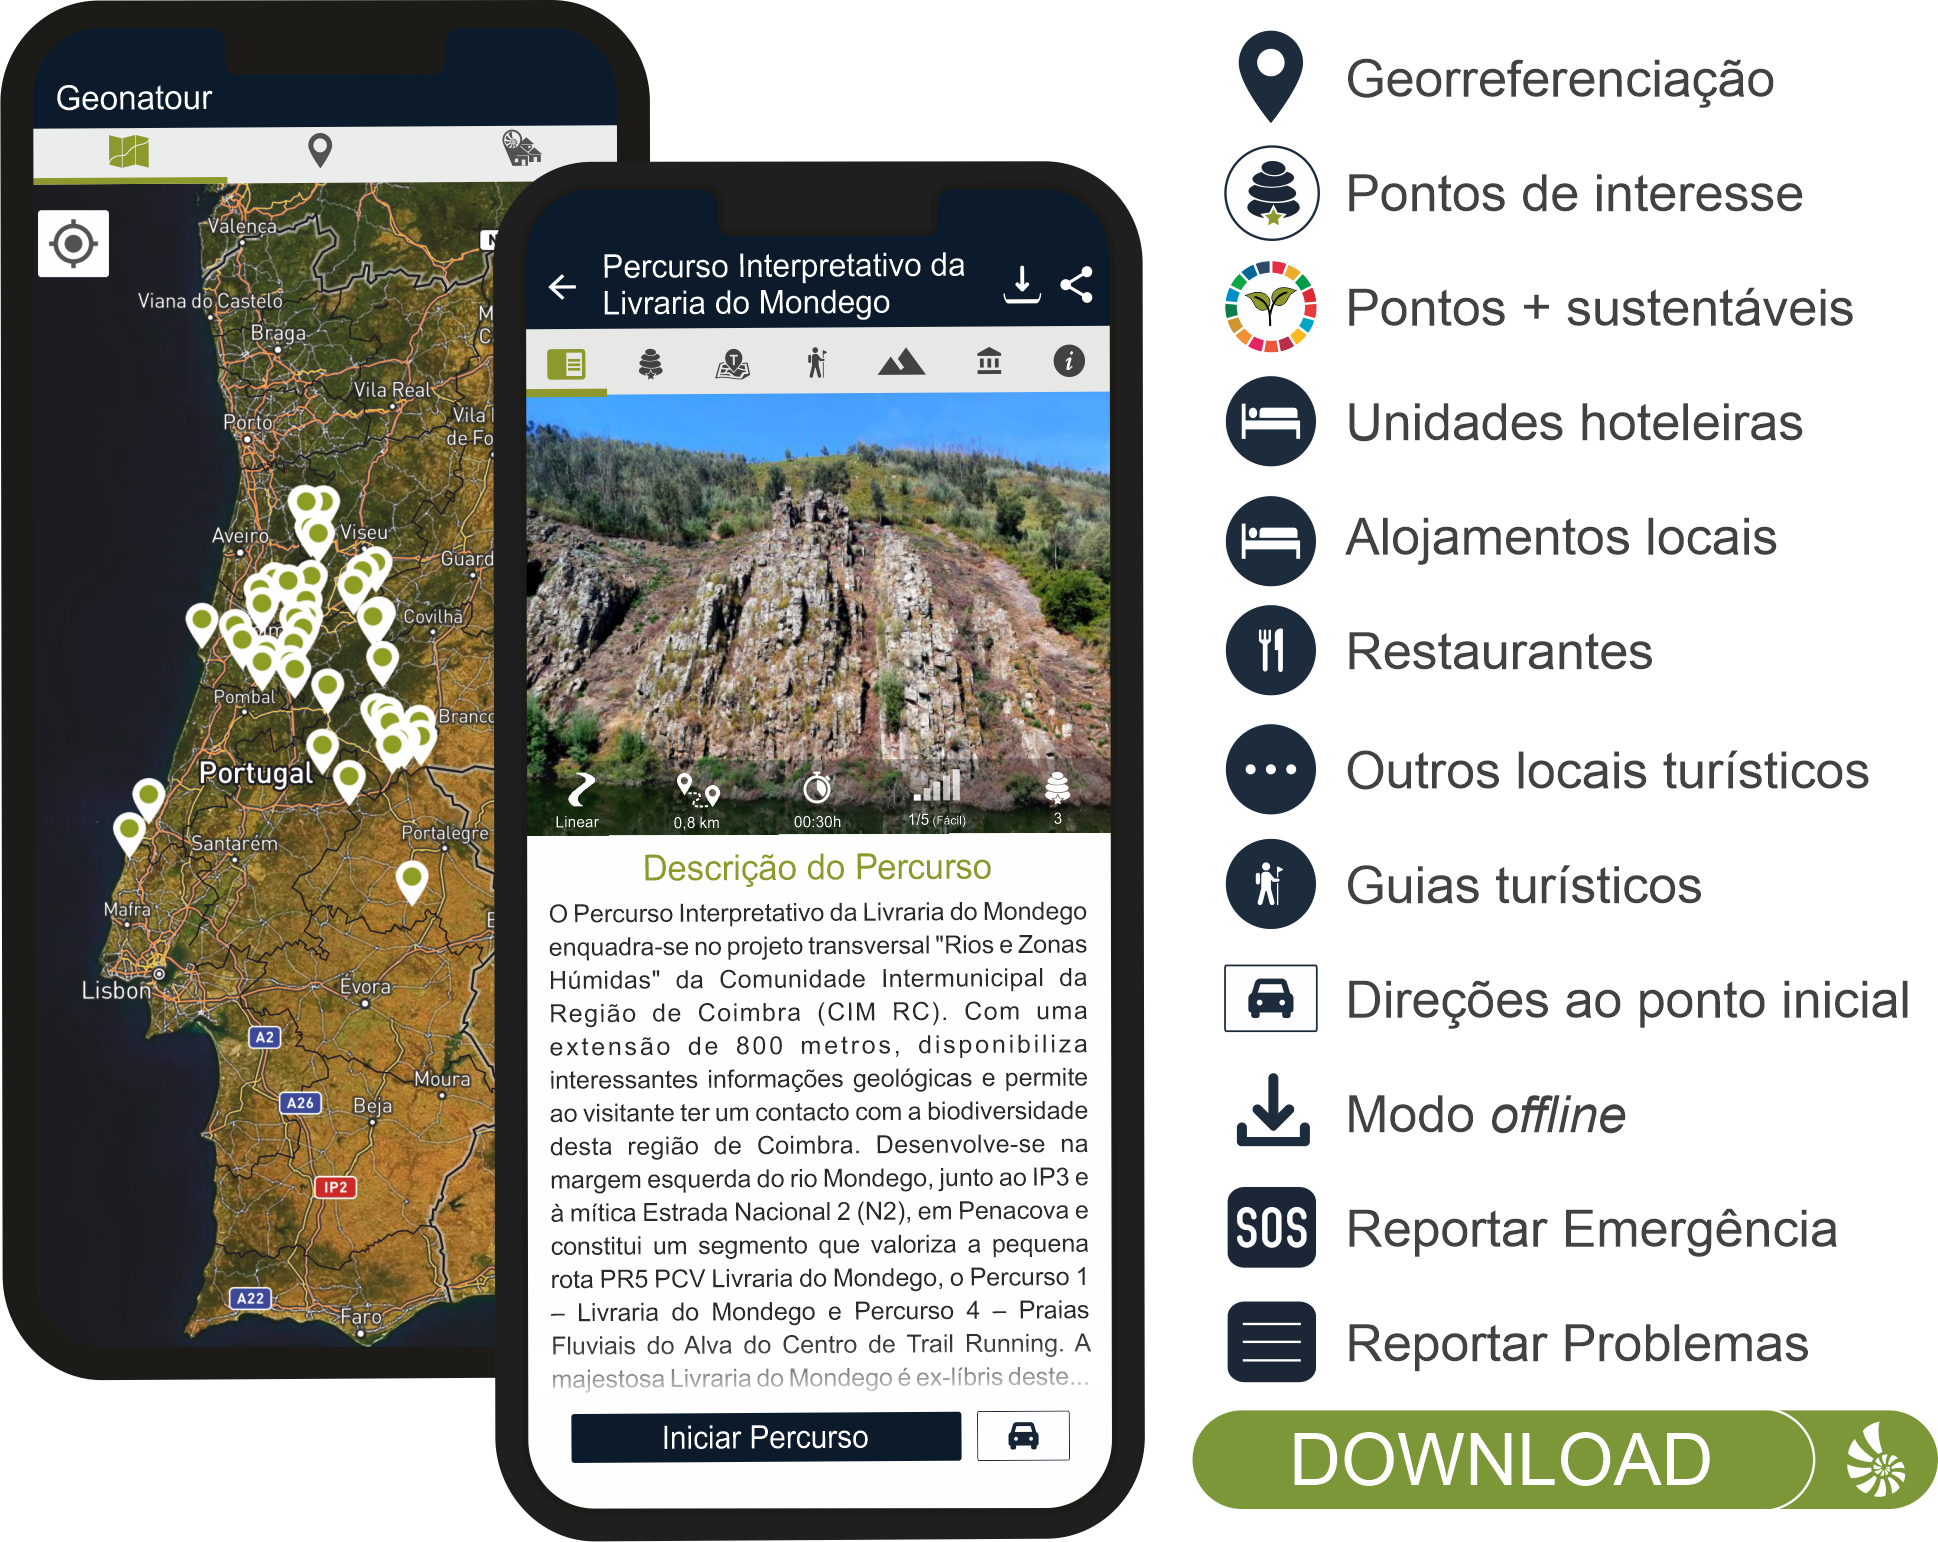 Geonatour
Valença
Viana do Castelo
Braga
Vila Real
Porto
Aveiro
Viseu
Covilhã
Pombal
Portugal
Santarém
Portalegre
Mafra
Lisbon
Évora
A2
Moura
A26
Beja
IP2
A22
Faro
Percurso Interpretativo da
Livraria do Mondego
Linear
0,8 km
00:30h
1/5 (Fácil)
3
Descrição do Percurso
O Percurso Interpretativo da Livraria do Mondego
enquadra-se no projeto transversal "Rios e Zonas
Húmidas" da Comunidade Intermunicipal da
Região de Coimbra (CIM RC). Com uma
extensão de 800 metros, disponibiliza
interessantes informações geológicas e permite
ao visitante ter um contacto com a biodiversidade
desta região de Coimbra. Desenvolve-se na
margem esquerda do rio Mondego, junto ao IP3 e
à mítica Estrada Nacional 2 (N2), em Penacova e
constitui um segmento que valoriza a pequena
rota PR5 PCV Livraria do Mondego, o Percurso 1
– Livraria do Mondego e Percurso 4 – Praias
Fluviais do Alva do Centro de Trail Running. A
majestosa Livraria do Mondego é ex-líbris deste...
Iniciar Percurso
Georreferenciação
Pontos de interesse
Pontos + sustentáveis
Unidades hoteleiras
Alojamentos locais
Restaurantes
Outros locais turísticos
Guias turísticos
Direções ao ponto inicial
Modo offline
SOS Reportar Emergência
Reportar Problemas
DOWNLOAD